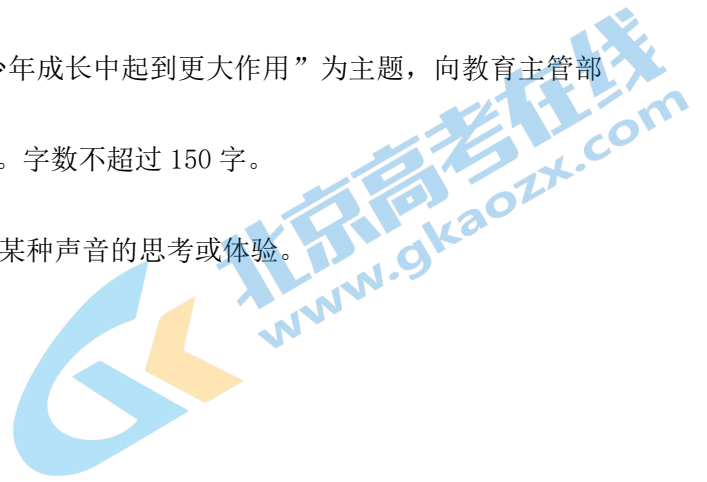 少年成长中起到更大作用”为主题，向教育主管部
。字数不超过 150 字。
某种声音的思考或体验。
北京高考在线
www.gkaozx.com